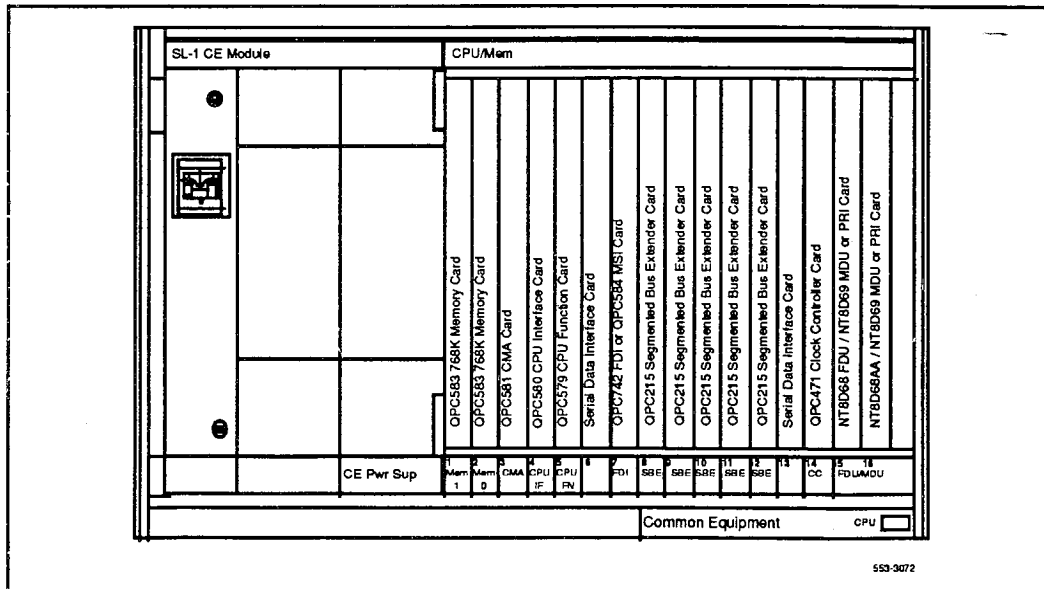 SL-1 CE Module
CPU/Mem
QPC583 768K Memory Card
QPC583 768K Memory Card
QPC581 CMA Card
QPC580 CPU Interface Card
QPC579 CPU Function Card
Serial Data Interface Card
QPC742 FDI or QPC584 MSI Card
QPC215 Segmented Bus Extender Card
QPC215 Segmented Bus Extender Card
QPC215 Segmented Bus Extender Card
QPC215 Segmented Bus Extender Card
QPC215 Segmented Bus Extender Card
Serial Data Interface Card
QPC471 Clock Controller Card
NT8D68 FDU / NT8D69 MDU or PRI Card
NT8D68AA / NT8D69 MDU or PRI Card
CE Pwr Sup
1 2 3 4 5 6 7 8 9 10 11 12 13 14 15 16
Mem Mem CMA CPU CPU FDI SBE SBE SBE SBE SBE CC FDU/MDU
1 0 IF FN
Common Equipment
CPU
553-3072